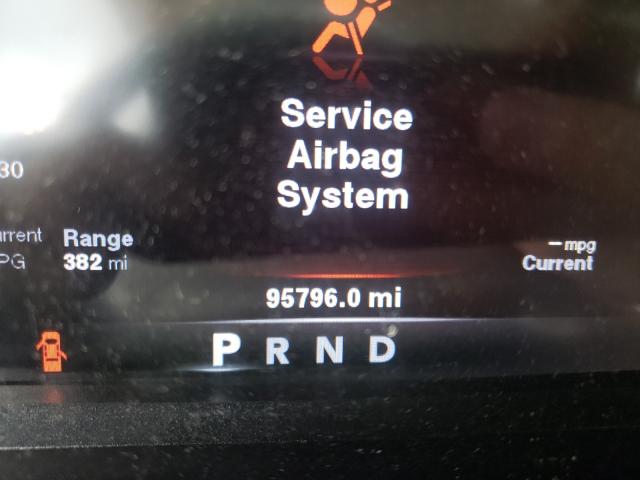 Service
Airbag
System
30
Range
382 mi
– mpg
Current
95796.0 mi
P R N D